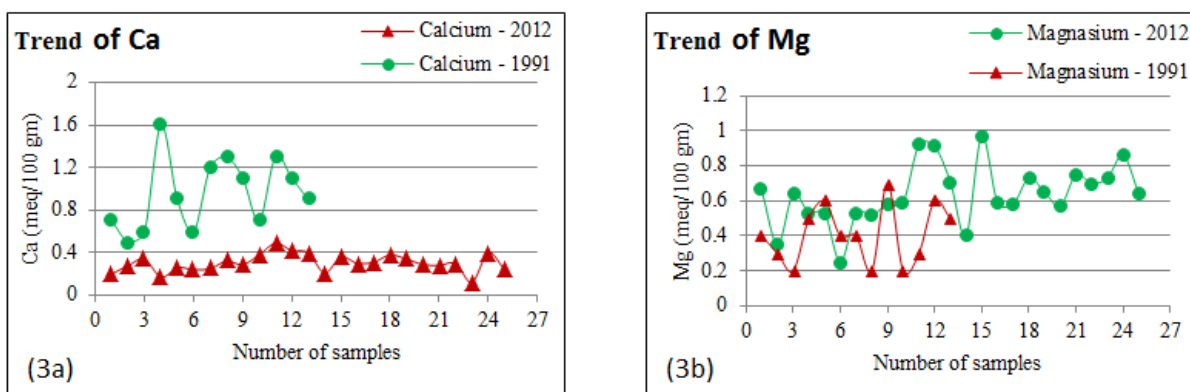 Trend of Ca
Calcium - 2012
Calcium - 1991
2
1.6
1.2
0.8
0.4
0
Ca (meq/100 gm)
0 3 6 9 12 15 18 21 24 27
Number of samples
(3a)
Trend of Mg
Magnasium - 2012
Magnasium - 1991
1.2
1
0.8
0.6
0.4
0.2
0
Mg (meq/100 gm)
0 3 6 9 12 15 18 21 24 27
Number of samples
(3b)